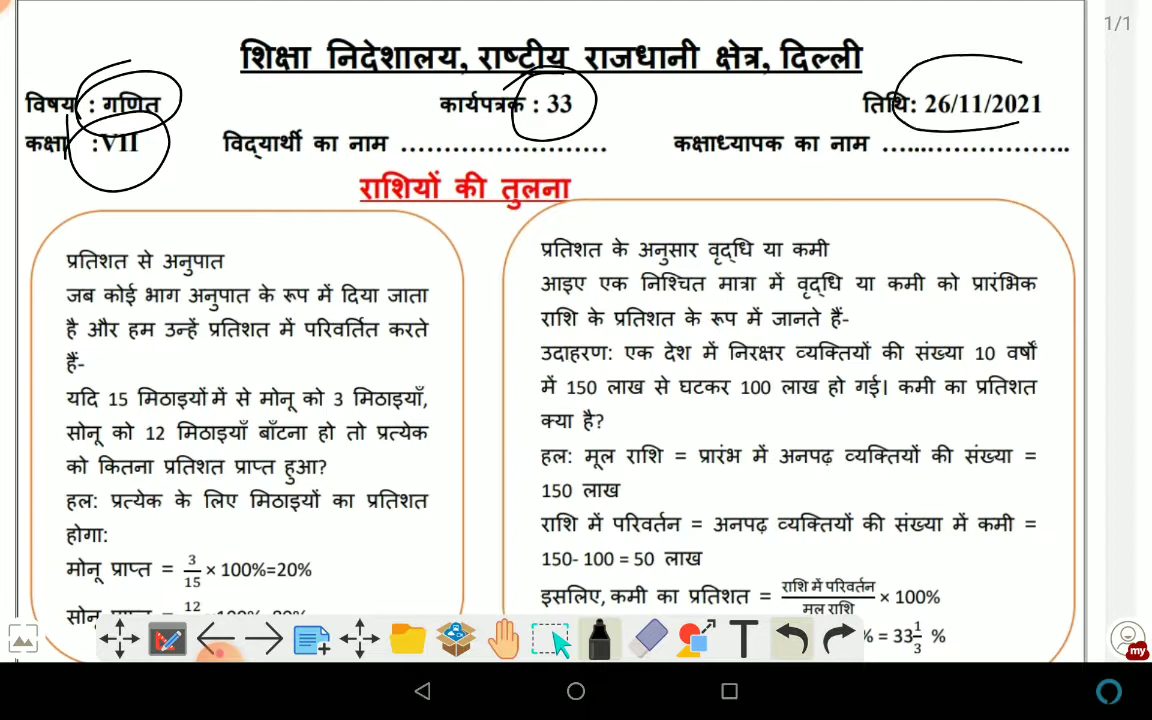 1/1
शिक्षा निदेशालय, राष्टीय राजधानी क्षेत्र, दिल्ली
विषय : गणित कार्यपत्रक : 33 तिथि: 26/11/2021
कक्षा :VII विद्यार्थी का नाम …………………… कक्षाध्यापक का नाम …...……………..
राशियों की तुलना
प्रतिशत से अनुपात
जब कोई भाग अनुपात के रूप में दिया जाता
है और हम उन्हें प्रतिशत में परिवर्तित करते
हैं-
यदि 15 मिठाइयों में से मोनू को 3 मिठाइयाँ,
सोनू को 12 मिठाइयाँ बाँटना हो तो प्रत्येक
को कितना प्रतिशत प्राप्त हुआ?
हल: प्रत्येक के लिए मिठाइयों का प्रतिशत
होगा:
मोनू प्राप्त = 3/15 × 100%=20%
12
प्रतिशत के अनुसार वृद्धि या कमी
आइए एक निश्चित मात्रा में वृद्धि या कमी को प्रारंभिक
राशि के प्रतिशत के रूप में जानते हैं-
उदाहरण: एक देश में निरक्षर व्यक्तियों की संख्या 10 वर्षों
में 150 लाख से घटकर 100 लाख हो गई। कमी का प्रतिशत
क्या है?
हल: मूल राशि = प्रारंभ में अनपढ़ व्यक्तियों की संख्या =
150 लाख
राशि में परिवर्तन = अनपढ़ व्यक्तियों की संख्या में कमी =
150- 100 = 50 लाख
इसलिए, कमी का प्रतिशत = राशि में परिवर्तन/मूल राशि × 100%
% = 33 1/3 %
T
my